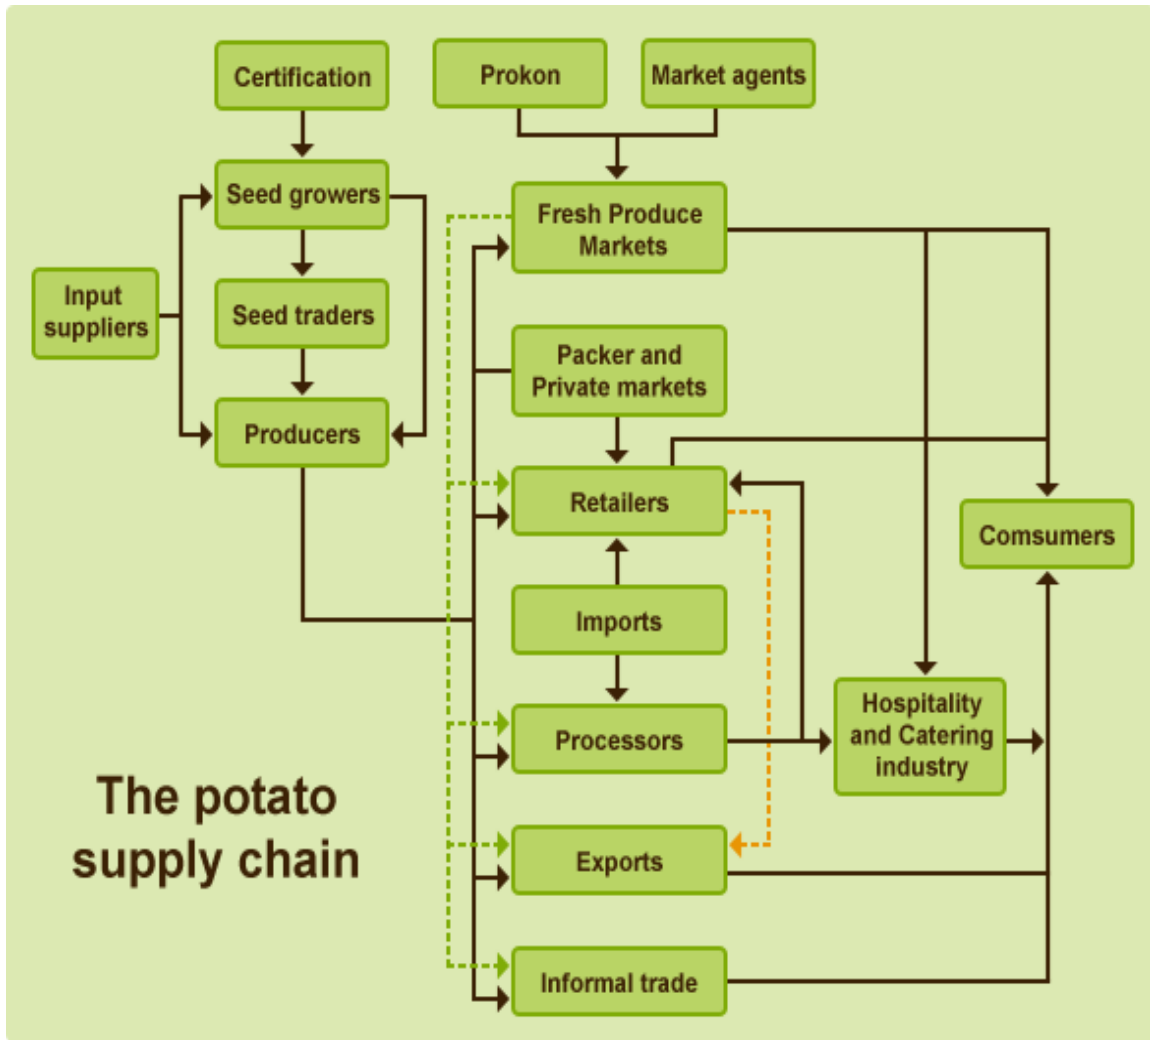 Certification
Prokon
Market agents
Seed growers
Fresh Produce
Markets
Input
suppliers
Seed traders
Packer and
Private markets
Producers
Retailers
Comsumers
Imports
Processors
Hospitality
and Catering
industry
The potato
supply chain
Exports
Informal trade